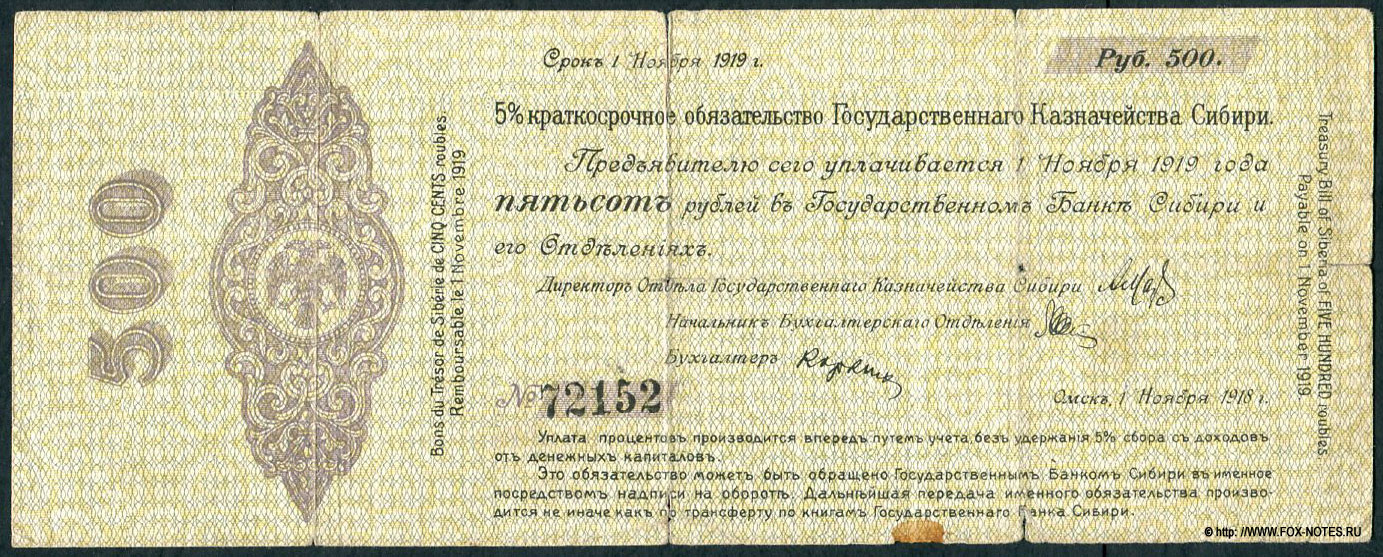 500
Bons du Trésor de Sibérie de CINQ CENTS roubles.
Remboursable le 1 Novembre 1919
Срокъ 1 Ноября 1919 г.
Руб. 500.
5% краткосрочное обязательство Государственнаго Казначейства Сибири.
Предъявителю сего уплачивается 1 Ноября 1919 года
пятьсотъ рублей въ Государственномъ Банкѣ Сибири и
его Отдѣленіяхъ.
Директоръ Отдѣла Государственнаго Казначейства Сибири
Начальникъ Бухгалтерскаго Отдѣленія
Бухгалтеръ
№ 72152
Омскъ, 1 Ноября 1918 г.
Уплата процентовъ производится впередъ путемъ учета, безъ удержанія 5% сбора съ доходовъ
отъ денежныхъ капиталовъ.
Это обязательство можетъ быть обращено Государственнымъ Банкомъ Сибири въ именное
посредствомъ надписи на оборотѣ. Дальнѣйшая передача именного обязательства произво-
дится не иначе какъ по трансферту по книгамъ Государственнаго Банка Сибири.
Treasury Bill of Siberia of FIVE HUNDRED roubles
Payable on 1 November 1919
© http: //WWW.FOX-NOTES.RU